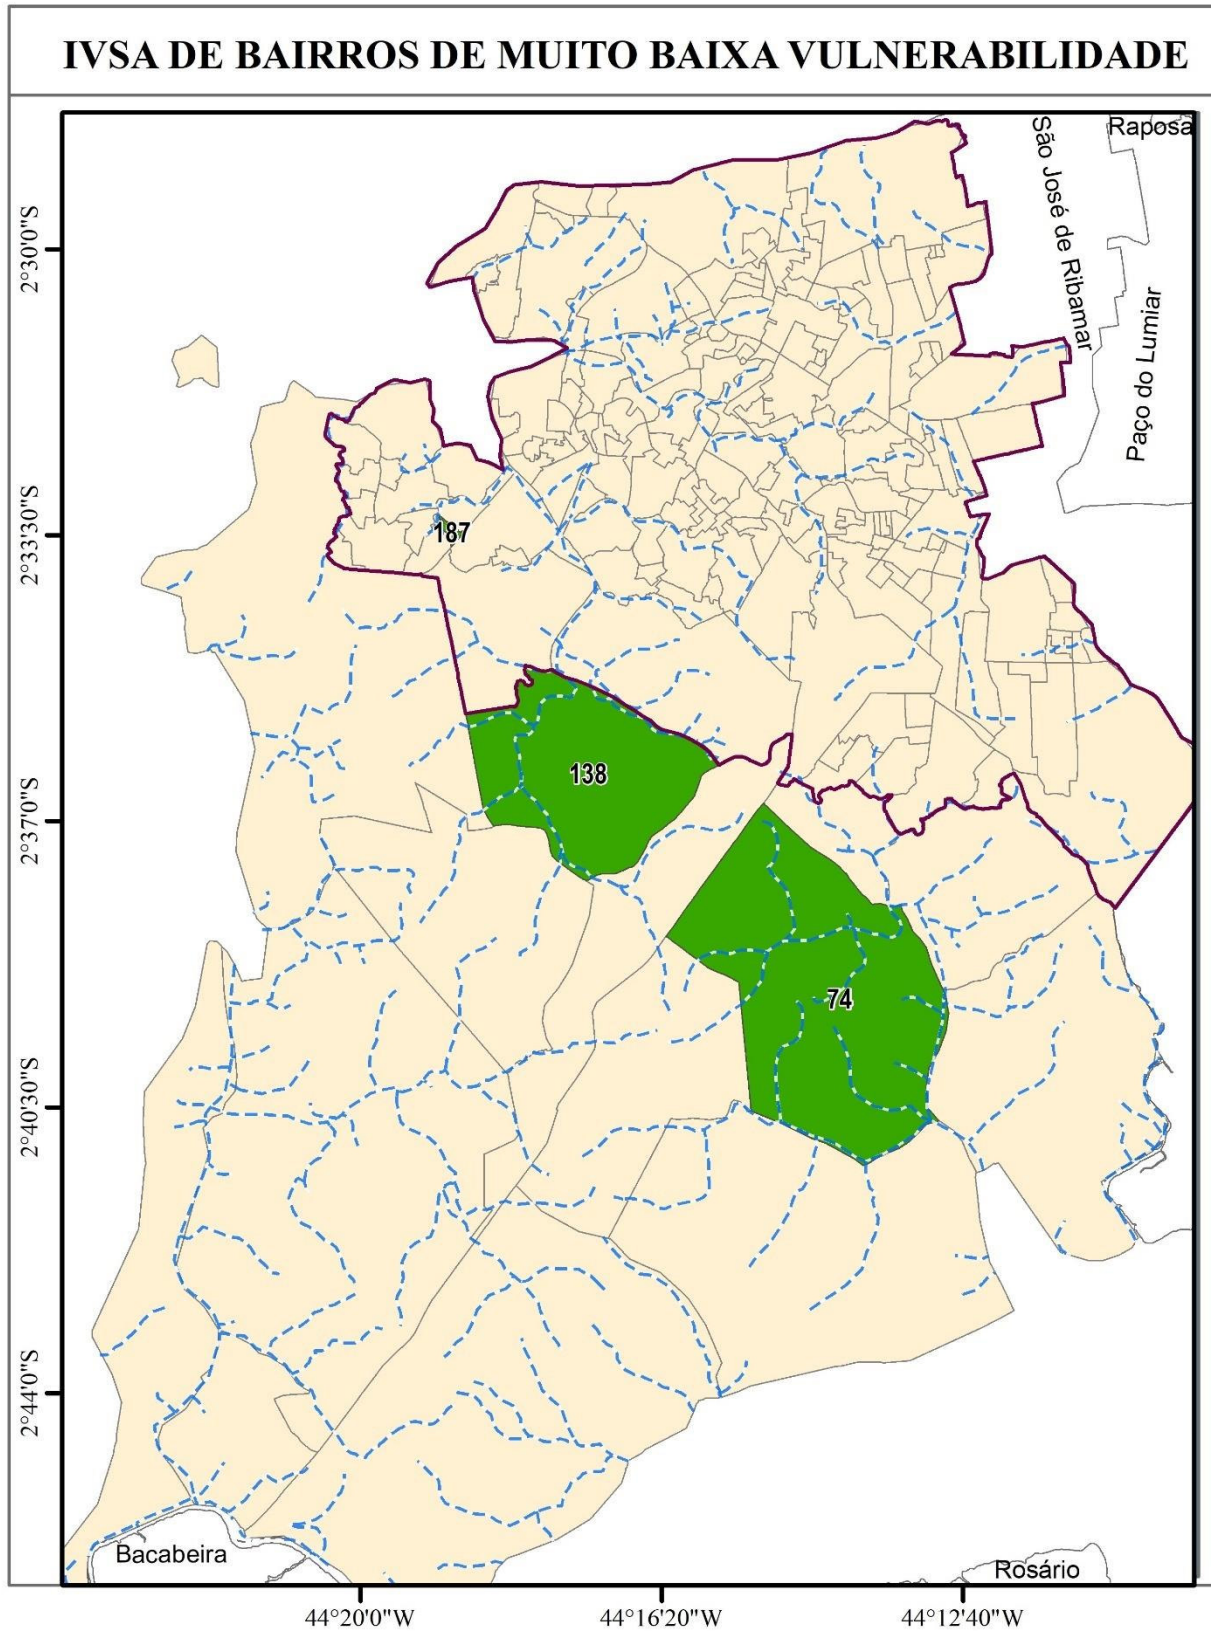 IVSA DE BAIRROS DE MUITO BAIXA VULNERABILIDADE
Raposa
São José de Ribamar
Paço do Lumiar
2°30'0"S
2°33'30"S
187
138
2°37'0"S
74
2°40'30"S
2°44'0"S
Bacabeira
Rosário
44°20'0"W
44°16'20"W
44°12'40"W